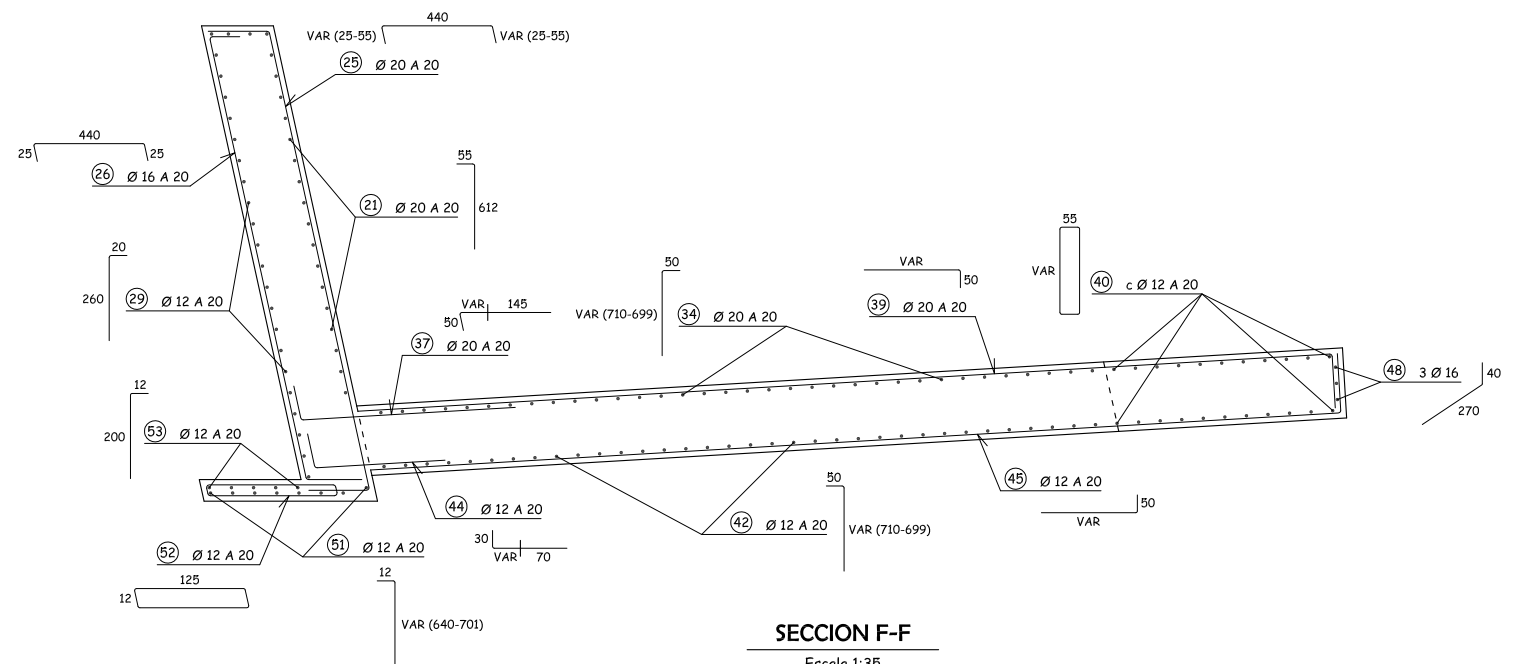 440
VAR (25-55)
VAR (25-55)
25 Ø 20 A 20
440
25
25
26 Ø 16 A 20
55
612
21 Ø 20 A 20
20
260
29 Ø 12 A 20
VAR 145
50
37 Ø 20 A 20
50
VAR (710-699)
34 Ø 20 A 20
VAR
50
39 Ø 20 A 20
55
VAR
40 c Ø 12 A 20
48 3 Ø 16
40
270
12
200
53 Ø 12 A 20
44 Ø 12 A 20
30
VAR 70
50
VAR (710-699)
42 Ø 12 A 20
45 Ø 12 A 20
50
VAR
52 Ø 12 A 20
51 Ø 12 A 20
125
12
12
VAR (640-701)
SECCION F-F
Escala 1:35